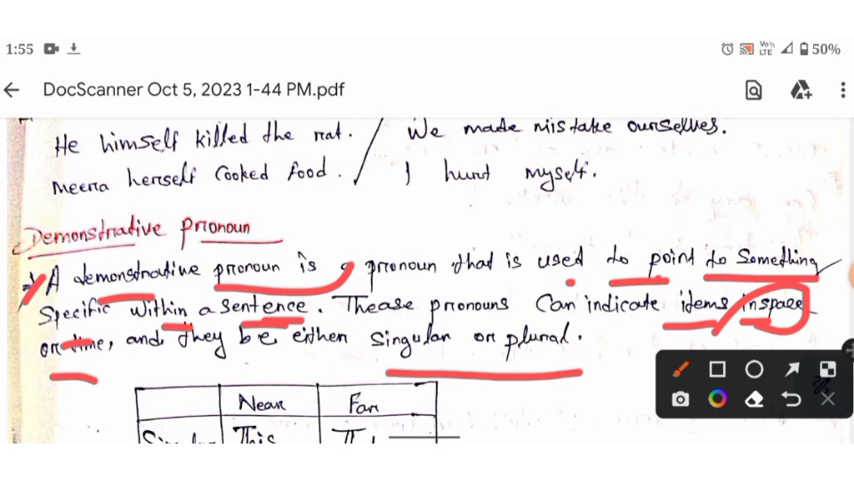 1:55 VoD LTE 50%
DocScanner Oct 5, 2023 1-44 PM.pdf
He himself killed the rat. / We made mistake ourselves.
Meera herself Cooked Food. / I hurt myself.
Demonstrative pronoun
→ A demonstrative pronoun is a pronoun that is used to point to Something
Specific within a sentence. Thease pronouns Can indicate items in space
or time, and they be either Singular or plural.
Near Far
This